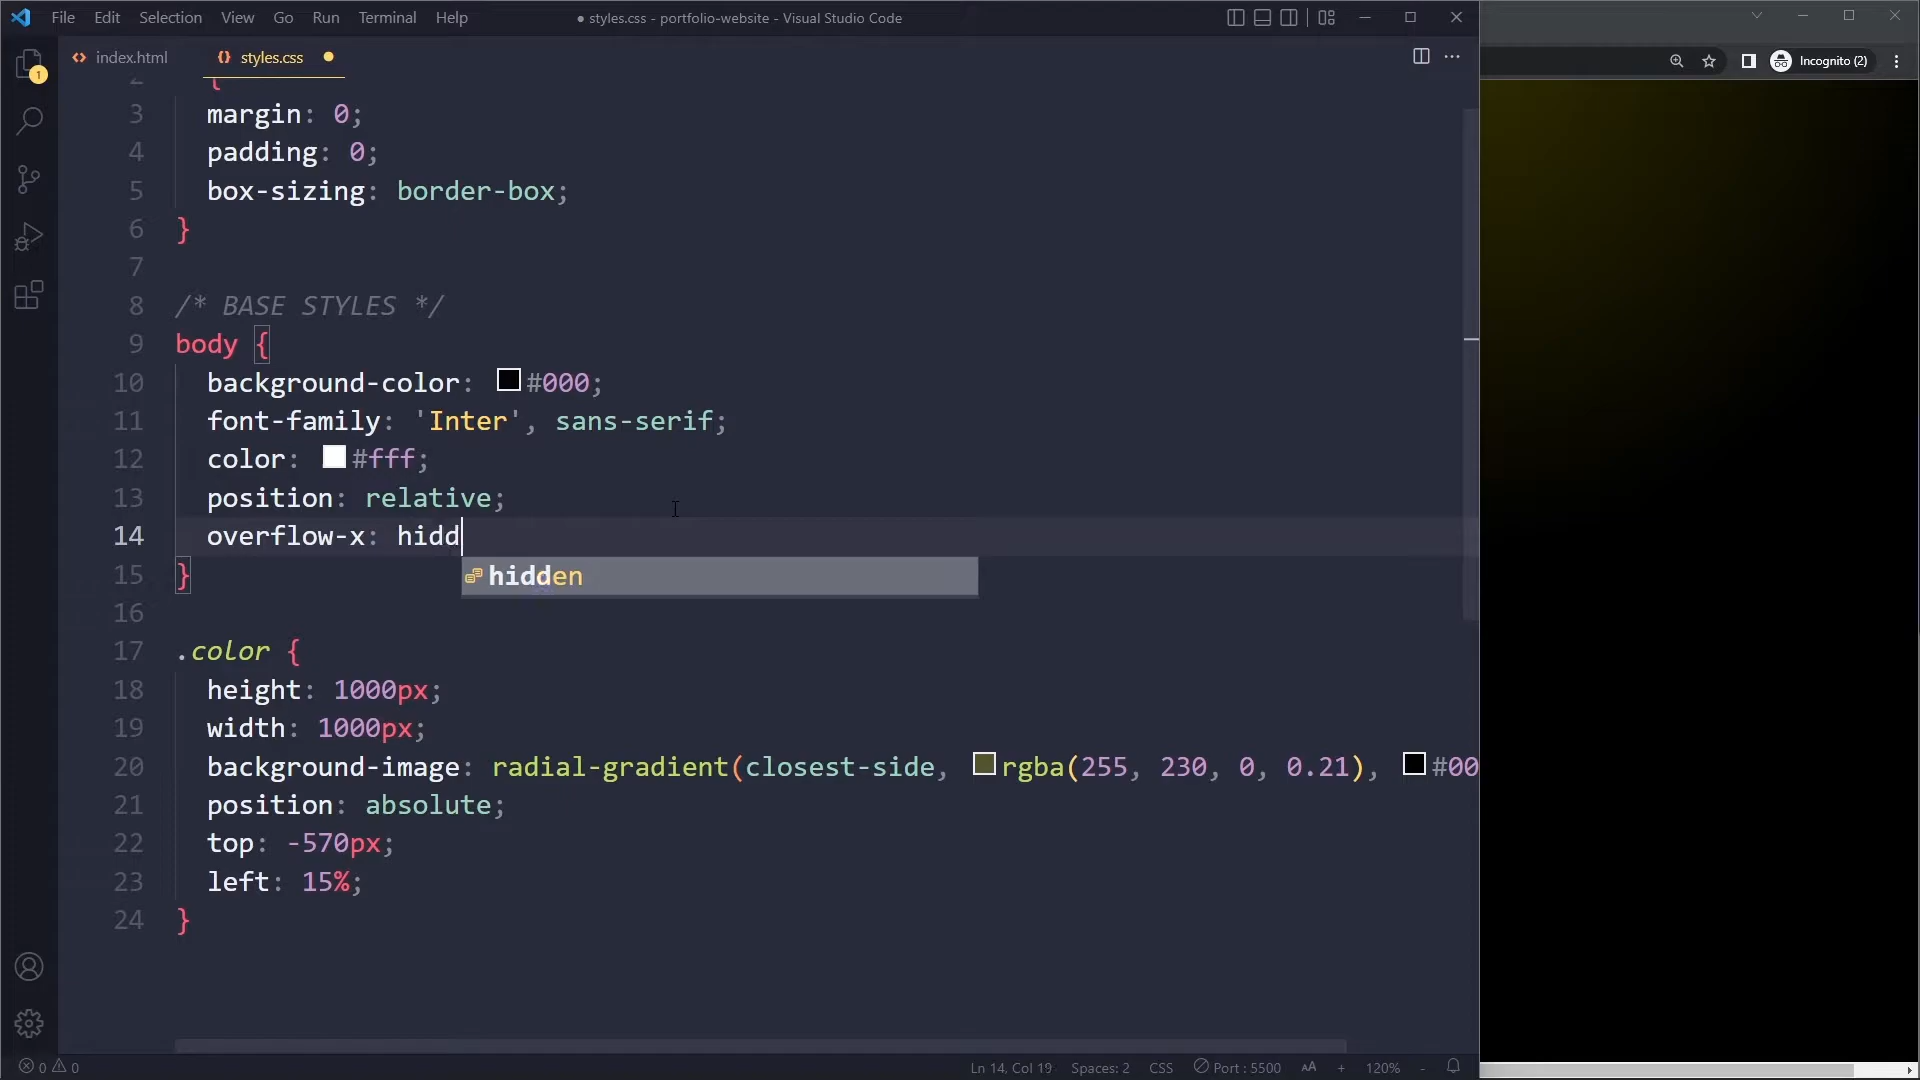 File Edit Selection View Go Run Terminal Help
● styles.css - portfolio-website - Visual Studio Code
index.html
{} styles.css ●
Incognito (2)
1
2 {
3 margin: 0;
4 padding: 0;
5 box-sizing: border-box;
6 }
7
8 /* BASE STYLES */
9 body {
10 background-color: #000;
11 font-family: 'Inter', sans-serif;
12 color: #fff;
13 position: relative;
14 overflow-x: hidd
hidden
15 }
16
17 .color {
18 height: 1000px;
19 width: 1000px;
20 background-image: radial-gradient(closest-side, rgba(255, 230, 0, 0.21), #00
21 position: absolute;
22 top: -570px;
23 left: 15%;
24 }
0 0 Ln 14, Col 19 Spaces: 2 CSS Port : 5500 AA + 120% -